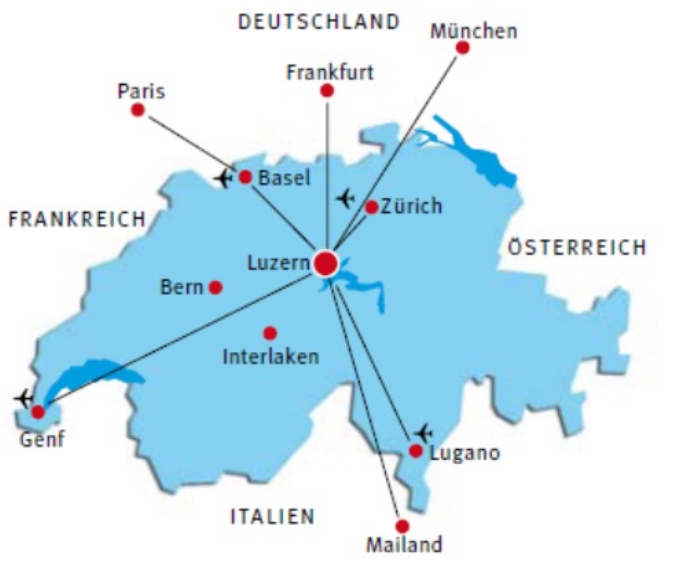 DEUTSCHLAND
München
Frankfurt
Paris
Basel
Zürich
FRANKREICH
ÖSTERREICH
Luzern
Bern
Interlaken
Genf
Lugano
ITALIEN
Mailand